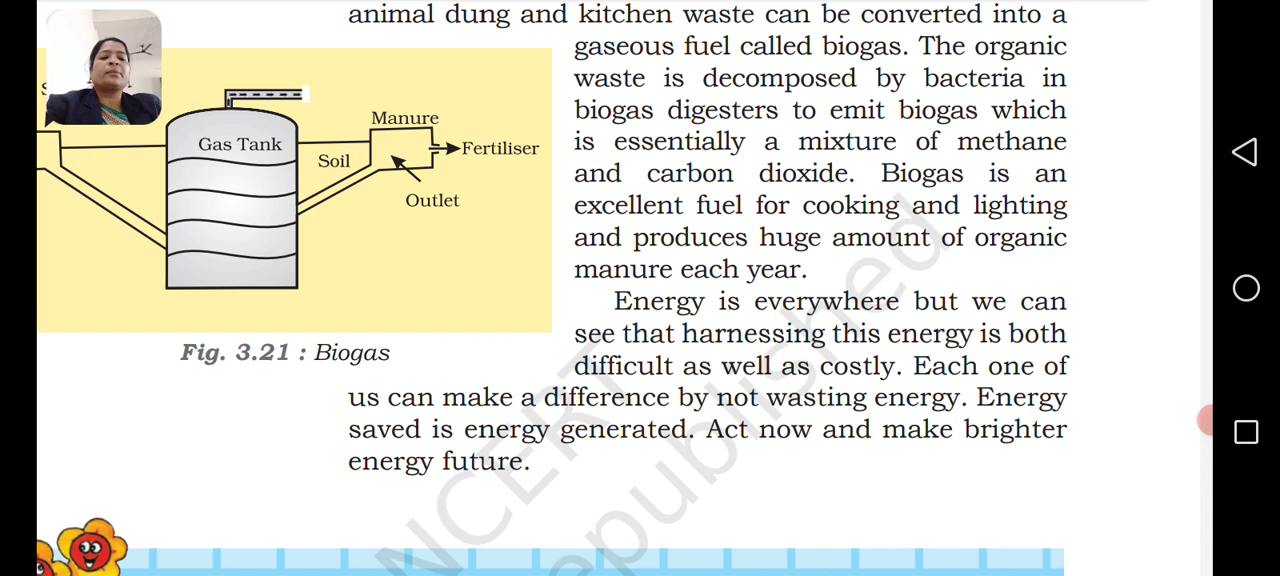 animal dung and kitchen waste can be converted into a
gaseous fuel called biogas. The organic
waste is decomposed by bacteria in
biogas digesters to emit biogas which
is essentially a mixture of methane
and carbon dioxide. Biogas is an
excellent fuel for cooking and lighting
and produces huge amount of organic
manure each year.
Energy is everywhere but we can
see that harnessing this energy is both
difficult as well as costly. Each one of
us can make a difference by not wasting energy. Energy
saved is energy generated. Act now and make brighter
energy future.
Manure
Gas Tank
Soil
Fertiliser
Outlet
Fig. 3.21 : Biogas
NCERT
republished